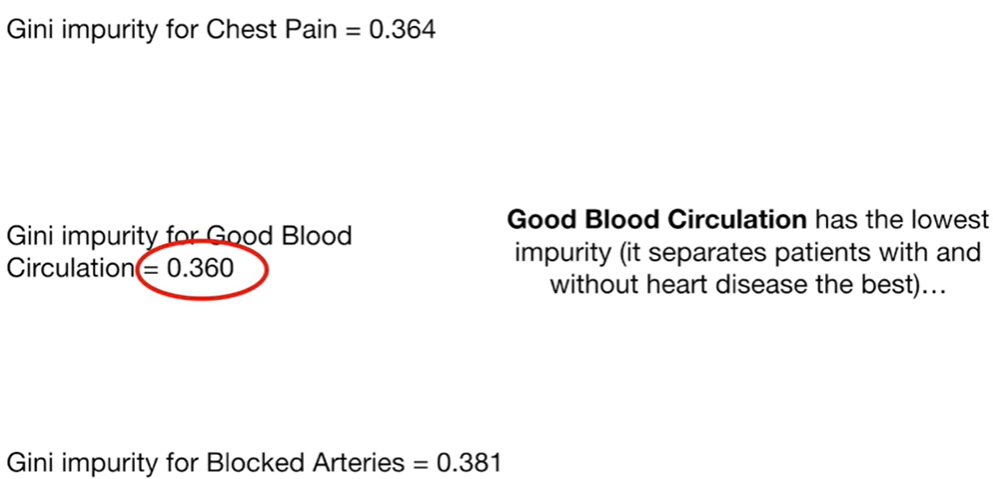 Gini impurity for Chest Pain = 0.364
Gini impurity for Good Blood
Circulation = 0.360
Good Blood Circulation has the lowest
impurity (it separates patients with and
without heart disease the best)…
Gini impurity for Blocked Arteries = 0.381